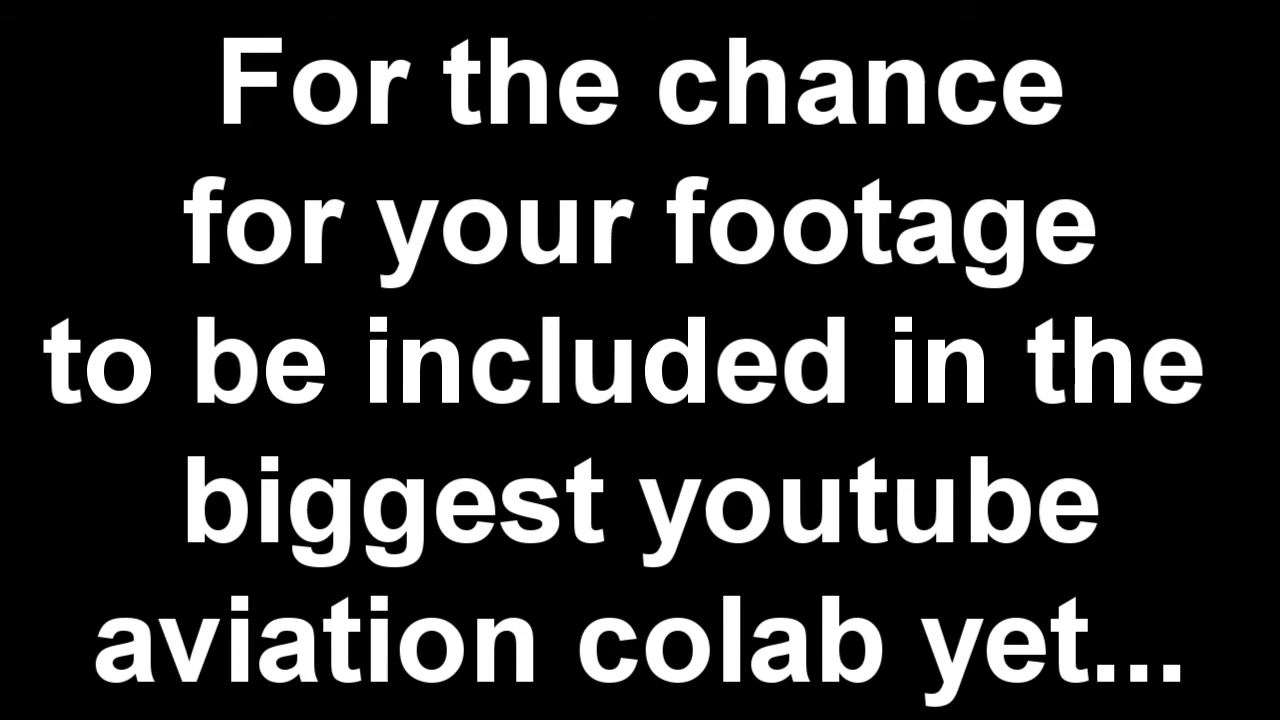 For the chance
for your footage
to be included in the
biggest youtube
aviation colab yet...